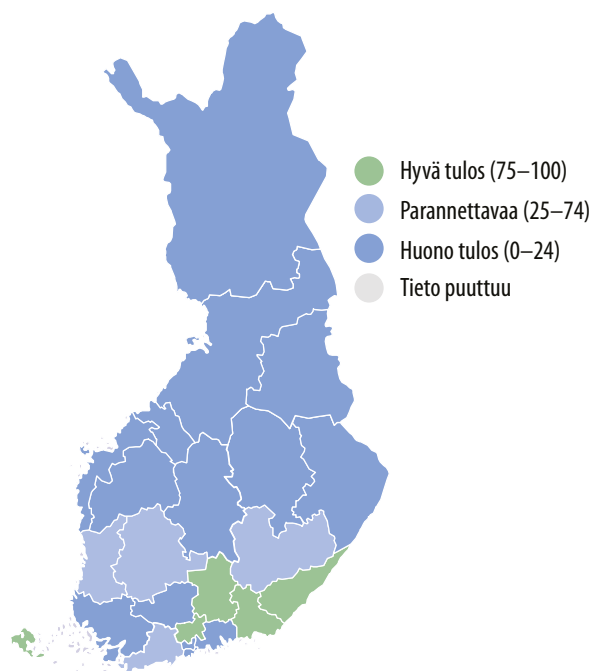 Hyvä tulos (75–100)
Parannettavaa (25–74)
Huono tulos (0–24)
Tieto puuttuu